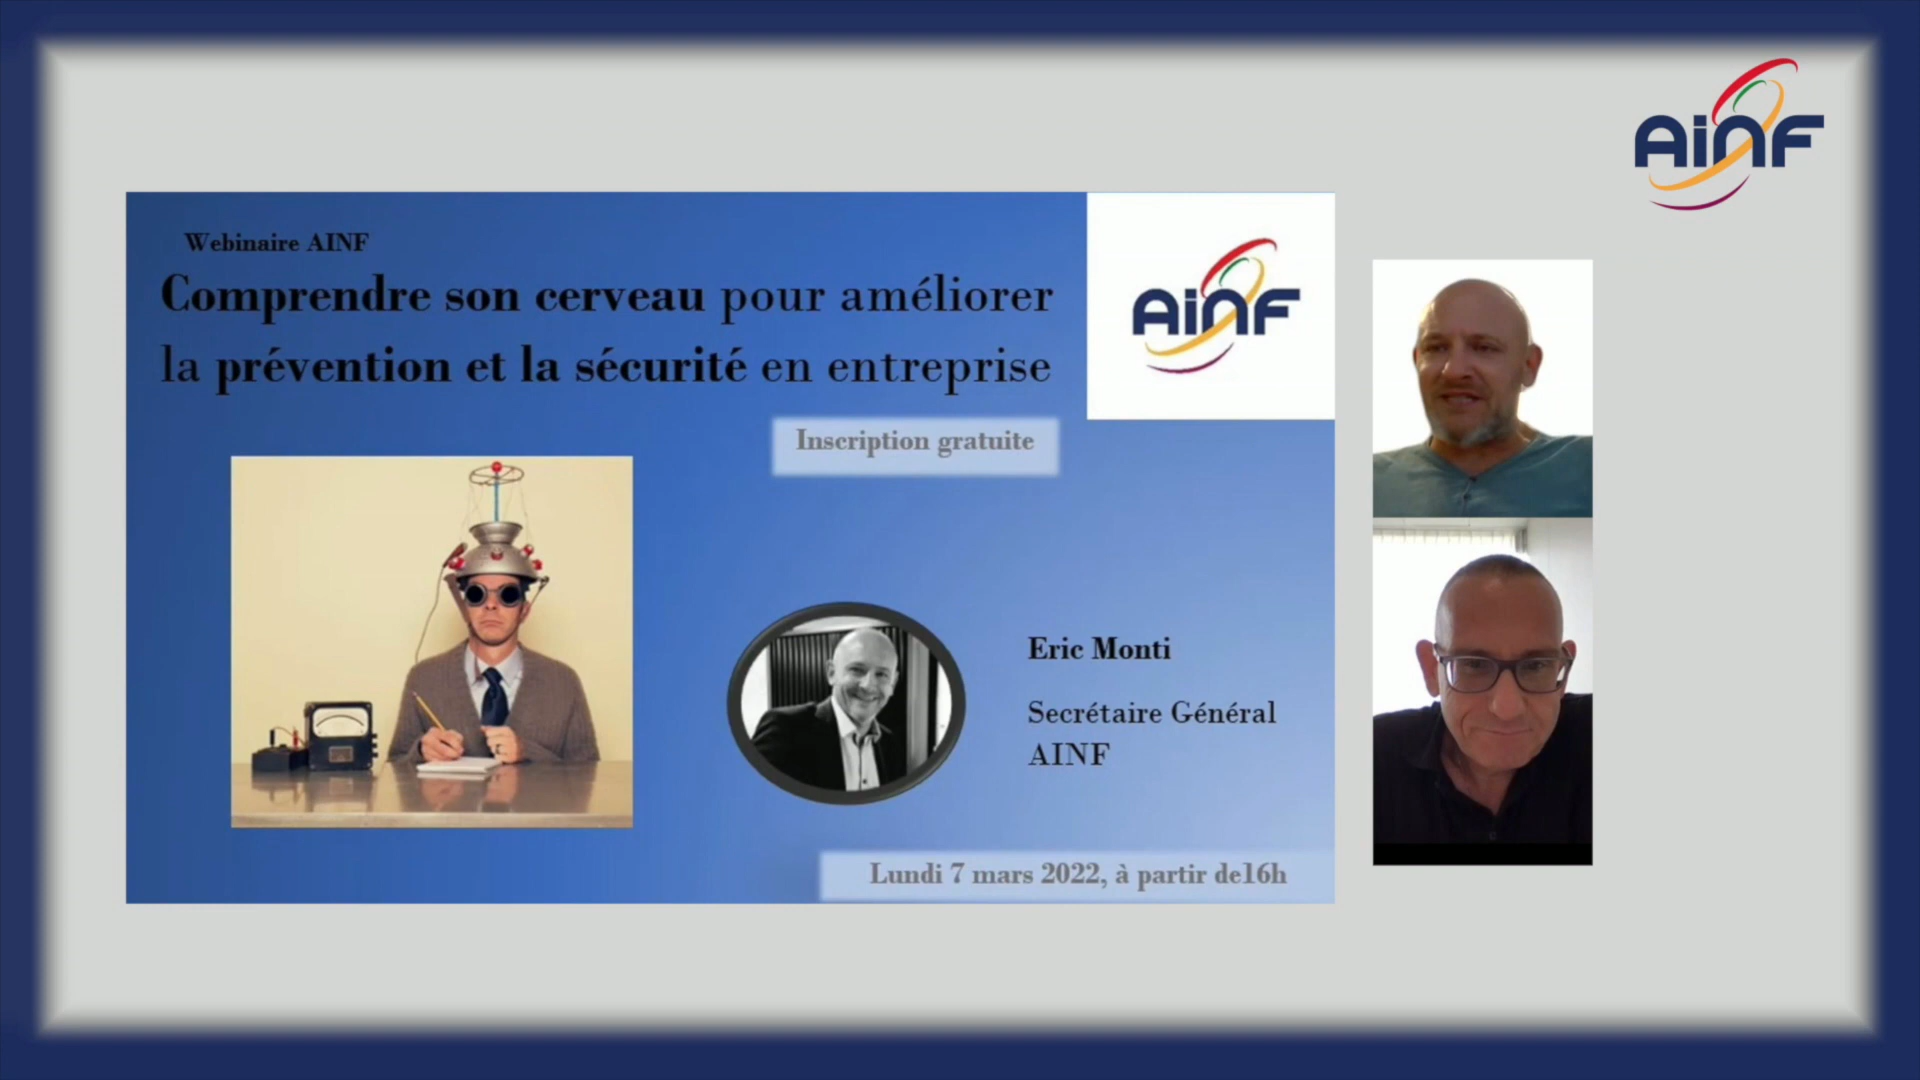 AiNF
Webinaire AINF
Comprendre son cerveau pour améliorer
la prévention et la sécurité en entreprise
AiNF
Inscription gratuite
Eric Monti
Secrétaire Général
AINF
Lundi 7 mars 2022, à partir de16h